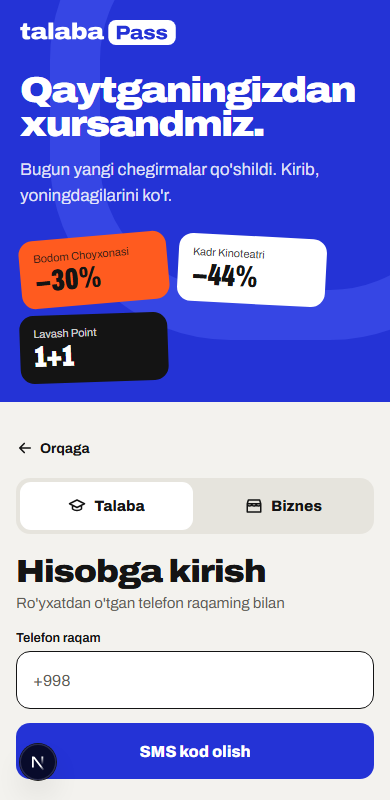 talaba Pass
Qaytganingizdan
xursandmiz.
Bugun yangi chegirmalar qo'shildi. Kirib,
yoningdagilarini ko'r.
Bodom Choyxonasi
−30%
Kadr Kinoteatri
−44%
Lavash Point
1+1
← Orqaga
Talaba
Biznes
Hisobga kirish
Ro'yxatdan o'tgan telefon raqaming bilan
Telefon raqam
+998
SMS kod olish
N